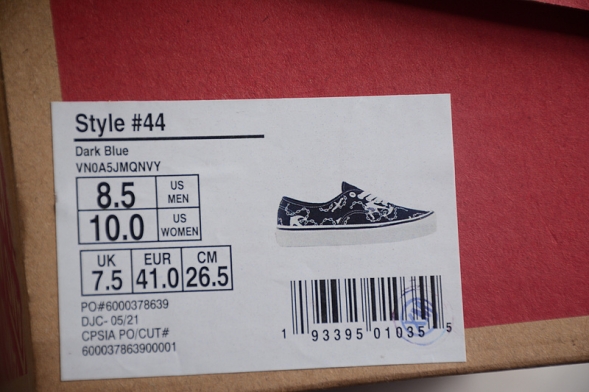 Style #44
Dark Blue
VN0A5JMQNVY
8.5 US MEN
10.0 US WOMEN
UK EUR CM
7.5 41.0 26.5
PO#6000378639
DJC- 05/21
CPSIA PO/CUT#
600037863900001
1 93395 01035 5